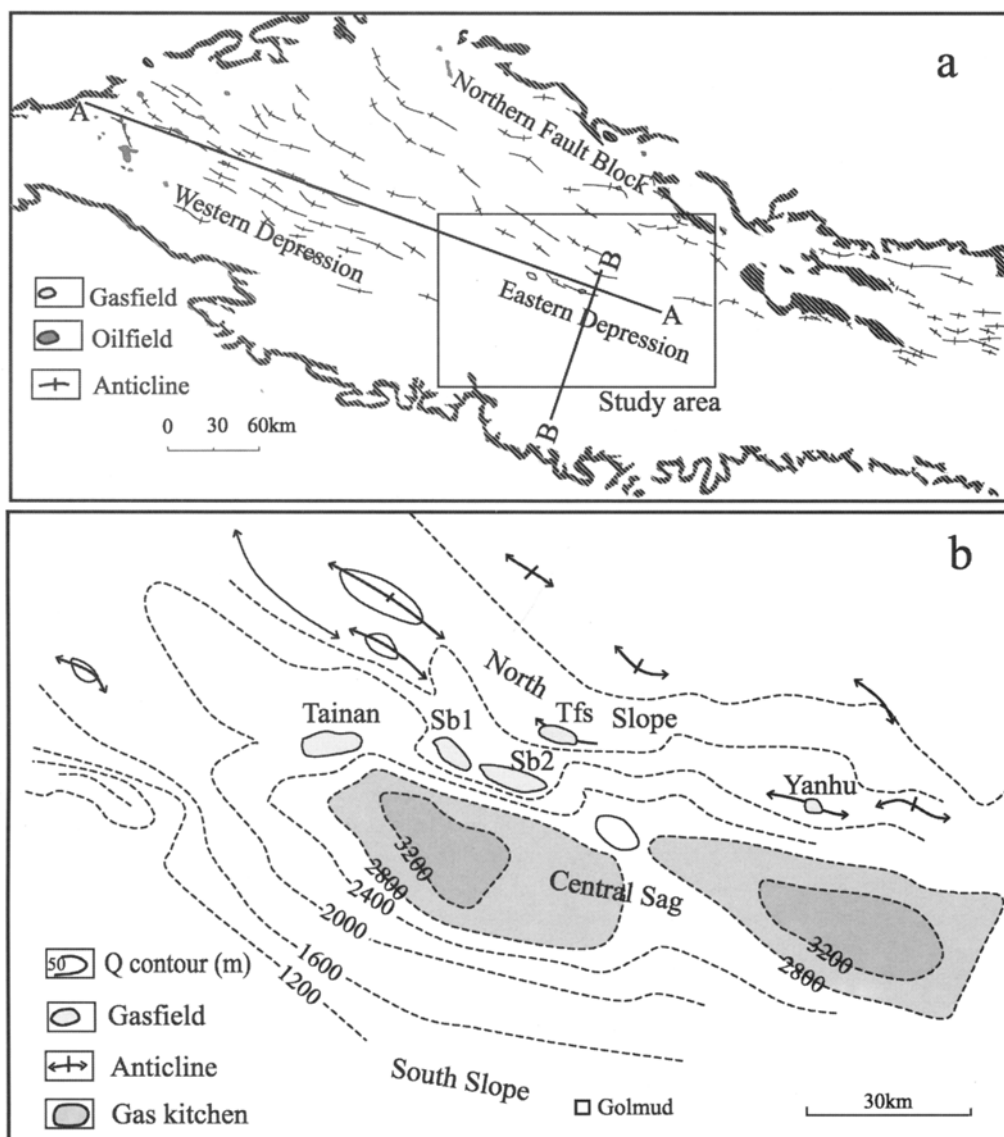 a
Northern Fault Block
A
Western Depression
B
Eastern Depression
A
B
Study area
Gasfield
Oilfield
Anticline
0 30 60km
b
North
Slope
Tainan
Sb1
Tfs
Sb2
Yanhu
Central Sag
3200
2800
2400
2000
1600
1200
3200
2800
South Slope
50 Q contour (m)
Gasfield
Anticline
Gas kitchen
Golmud
30km